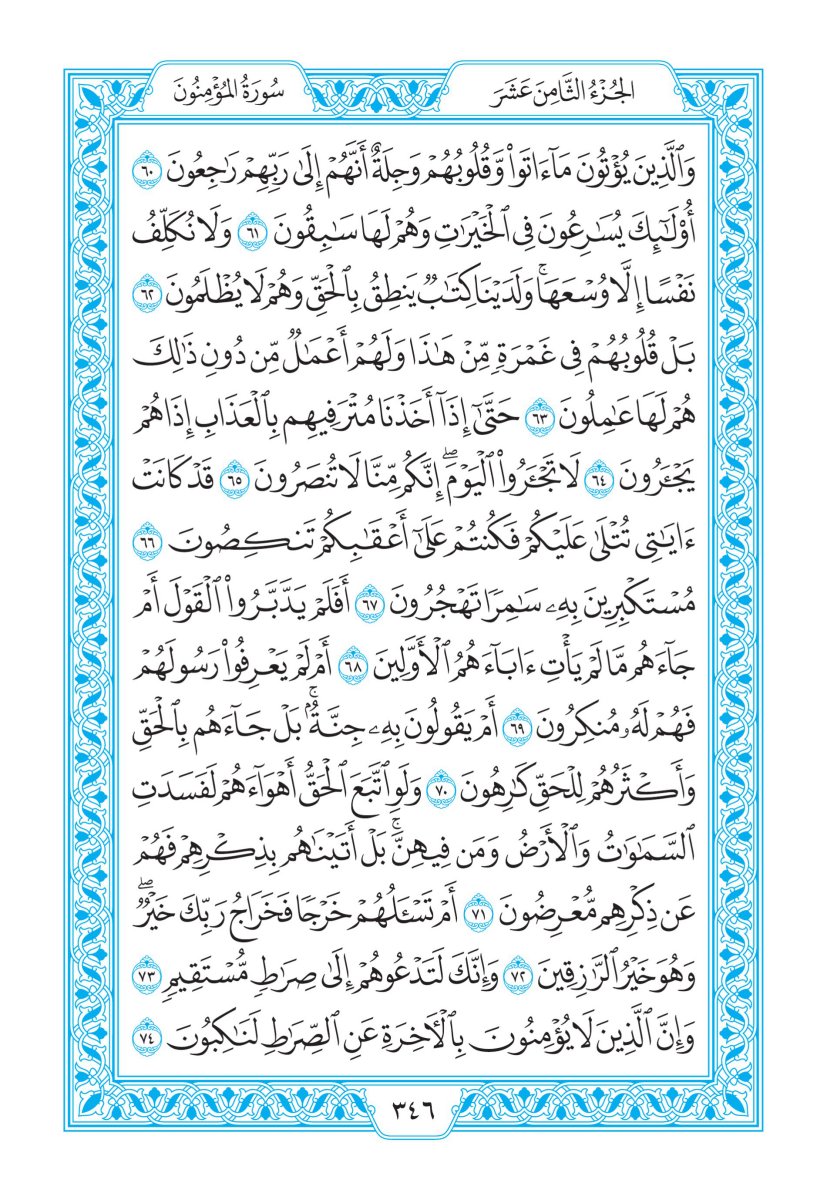 الجُزْءُ الثَّامِنَ عَشَرَ
سُورَةُ المُؤْمِنُونَ
وَٱلَّذِينَ يُؤْتُونَ مَآ ءَاتَوا۟ وَّقُلُوبُهُمْ وَجِلَةٌ أَنَّهُمْ إِلَىٰ رَبِّهِمْ رَٰجِعُونَ ٦٠
أُو۟لَٰٓئِكَ يُسَٰرِعُونَ فِى ٱلْخَيْرَٰتِ وَهُمْ لَهَا سَٰبِقُونَ ٦١ وَلَا نُكَلِّفُ
نَفْسًا إِلَّا وُسْعَهَاۚ وَلَدَيْنَا كِتَٰبٌ يَنطِقُ بِٱلْحَقِّ وَهُمْ لَا يُظْلَمُونَ ٦٢
بَلْ قُلُوبُهُمْ فِى غَمْرَةٍ مِّنْ هَٰذَا وَلَهُمْ أَعْمَٰلٌ مِّن دُونِ ذَٰلِكَ
هُمْ لَهَا عَٰمِلُونَ ٦٣ حَتَّىٰٓ إِذَآ أَخَذْنَا مُتْرَفِيهِم بِٱلْعَذَابِ إِذَا هُمْ
يَجْـَٔرُونَ ٦٤ لَا تَجْـَٔرُوا۟ ٱلْيَوْمَۖ إِنَّكُم مِّنَّا لَا تُنصَرُونَ ٦٥ قَدْ كَانَتْ
ءَايَٰتِى تُتْلَىٰ عَلَيْكُمْ فَكُنتُمْ عَلَىٰٓ أَعْقَٰبِكُمْ تَنكِصُونَ ٦٦
مُسْتَكْبِرِينَ بِهِۦ سَٰمِرًا تَهْجُرُونَ ٦٧ أَفَلَمْ يَدَّبَّرُوا۟ ٱلْقَوْلَ أَمْ
جَآءَهُم مَّا لَمْ يَأْتِ ءَابَآءَهُمُ ٱلْأَوَّلِينَ ٦٨ أَمْ لَمْ يَعْرِفُوا۟ رَسُولَهُمْ
فَهُمْ لَهُۥ مُنكِرُونَ ٦٩ أَمْ يَقُولُونَ بِهِۦ جِنَّةٌۢۚ بَلْ جَآءَهُم بِٱلْحَقِّ
وَأَكْثَرُهُمْ لِلْحَقِّ كَٰرِهُونَ ٧٠ وَلَوِ ٱتَّبَعَ ٱلْحَقُّ أَهْوَآءَهُمْ لَفَسَدَتِ
ٱلسَّمَٰوَٰتُ وَٱلْأَرْضُ وَمَن فِيهِنَّۚ بَلْ أَتَيْنَٰهُم بِذِكْرِهِمْ فَهُمْ
عَن ذِكْرِهِم مُّعْرِضُونَ ٧١ أَمْ تَسْـَٔلُهُمْ خَرْجًا فَخَرَاجُ رَبِّكَ خَيْرٌۖ
وَهُوَ خَيْرُ ٱلرَّٰزِقِينَ ٧٢ وَإِنَّكَ لَتَدْعُوهُمْ إِلَىٰ صِرَٰطٍ مُّسْتَقِيمٍ ٧٣
وَإِنَّ ٱلَّذِينَ لَا يُؤْمِنُونَ بِٱلْءَاخِرَةِ عَنِ ٱلصِّرَٰطِ لَنَٰكِبُونَ ٧٤
٣٤٦